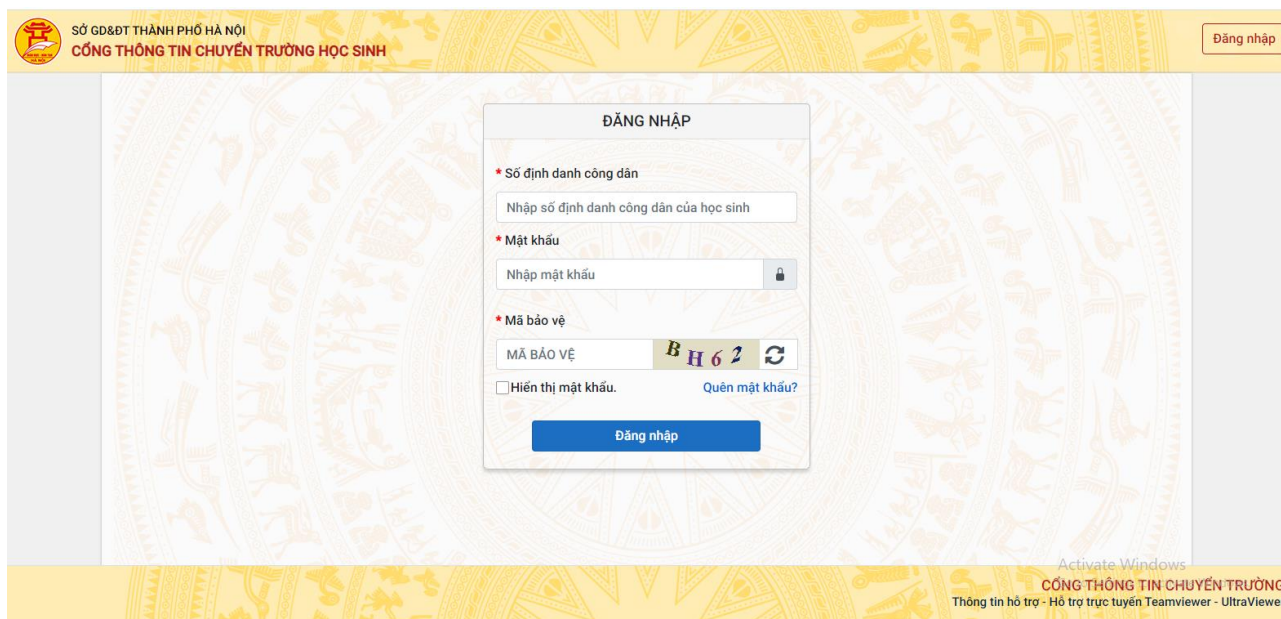 SỞ GD&ĐT THÀNH PHỐ HÀ NỘI
CỔNG THÔNG TIN CHUYỂN TRƯỜNG HỌC SINH
Đăng nhập
ĐĂNG NHẬP
* Số định danh công dân
Nhập số định danh công dân của học sinh
* Mật khẩu
Nhập mật khẩu
* Mã bảo vệ
MÃ BẢO VỆ
BH62
Hiển thị mật khẩu.
Quên mật khẩu?
Đăng nhập
Activate Windows
CỔNG THÔNG TIN CHUYỂN TRƯỜNG
Thông tin hỗ trợ - Hỗ trợ trực tuyến Teamviewer - UltraViewer